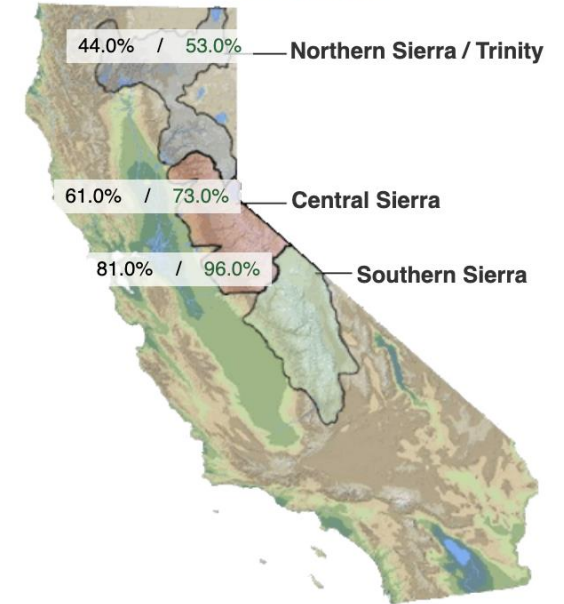 44.0% / 53.0%
Northern Sierra / Trinity
61.0% / 73.0%
Central Sierra
81.0% / 96.0%
Southern Sierra